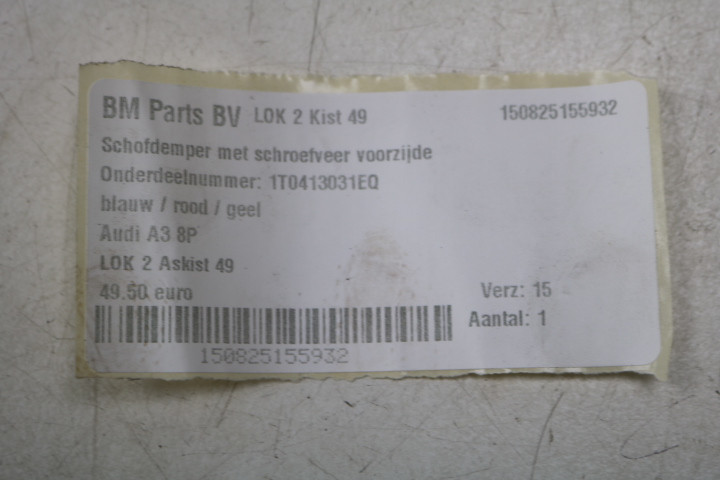 BM Parts BV LOK 2 Kist 49 150825155932
Schofdemper met schroefveer voorzijde
Onderdeelnummer: 1T0413031EQ
blauw / rood / geel
Audi A3 8P
LOK 2 Askist 49
49.50 euro Verz: 15
Aantal: 1
150825155932